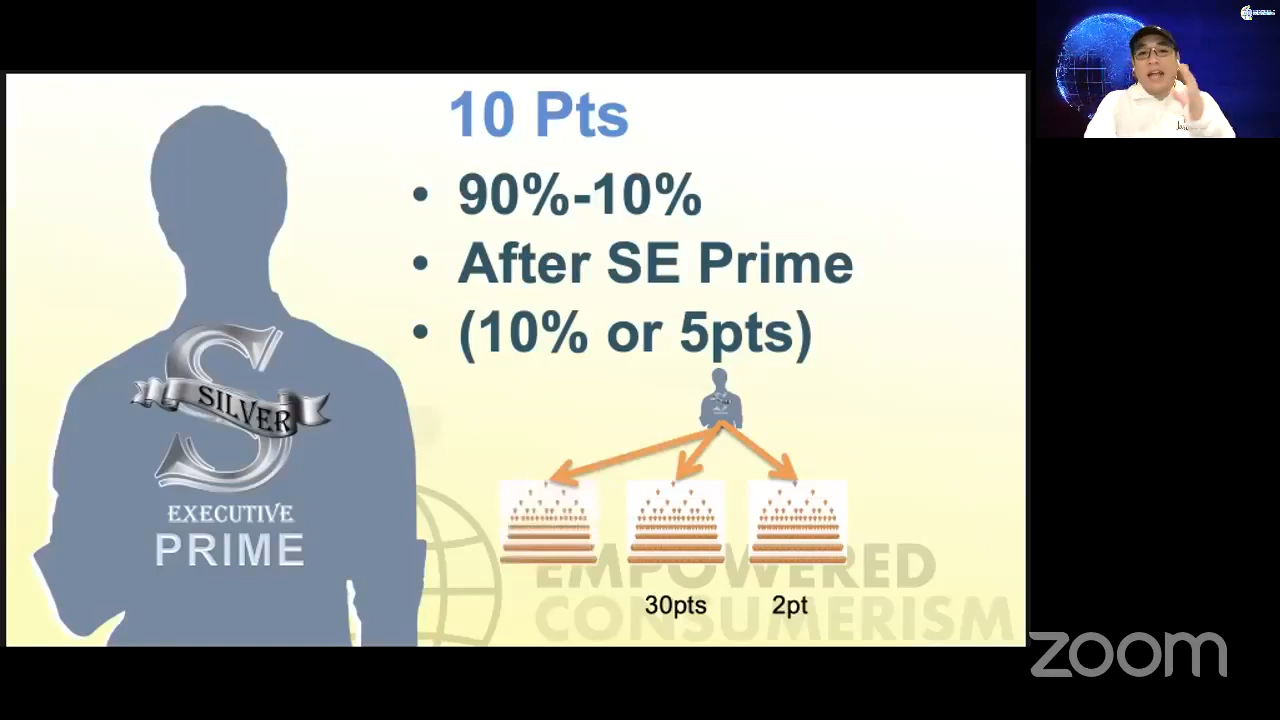 10 Pts
• 90%-10%
• After SE Prime
• (10% or 5pts)
S
SILVER
EXECUTIVE
PRIME
30pts 2pt
EMPOWERED
CONSUMERISM
zoom